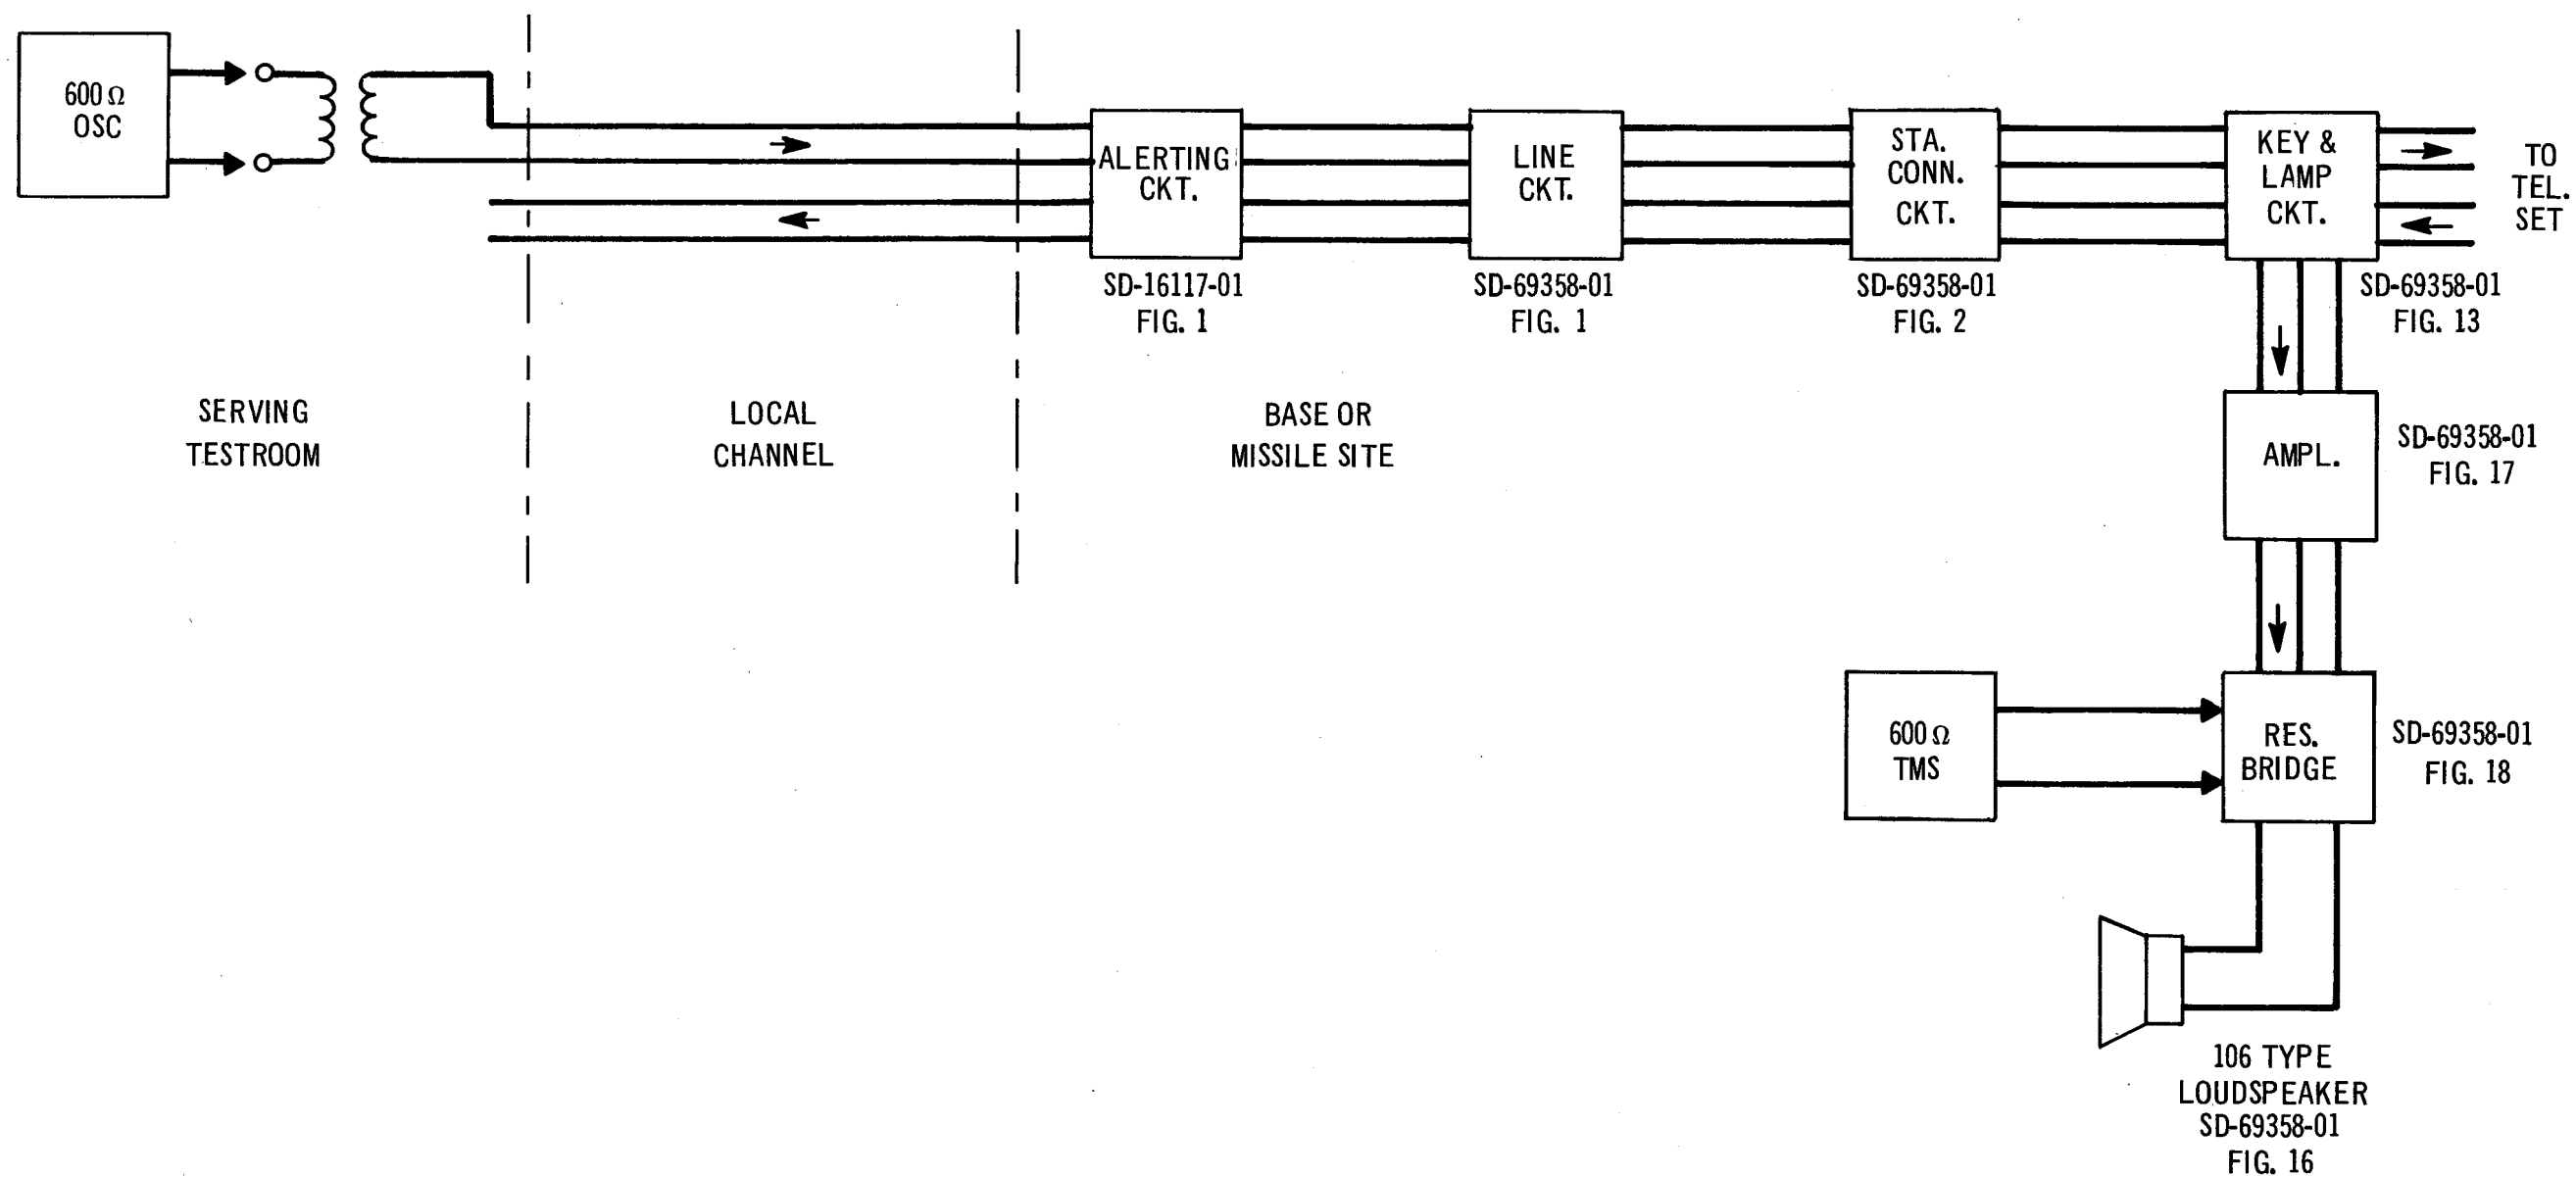 600 Ω
OSC
ALERTING
CKT.
SD-16117-01
FIG. 1
LINE
CKT.
SD-69358-01
FIG. 1
STA.
CONN.
CKT.
SD-69358-01
FIG. 2
KEY &
LAMP
CKT.
SD-69358-01
FIG. 13
TO
TEL.
SET
SERVING
TESTROOM
LOCAL
CHANNEL
BASE OR
MISSILE SITE
AMPL.
SD-69358-01
FIG. 17
600 Ω
TMS
RES.
BRIDGE
SD-69358-01
FIG. 18
106 TYPE
LOUDSPEAKER
SD-69358-01
FIG. 16